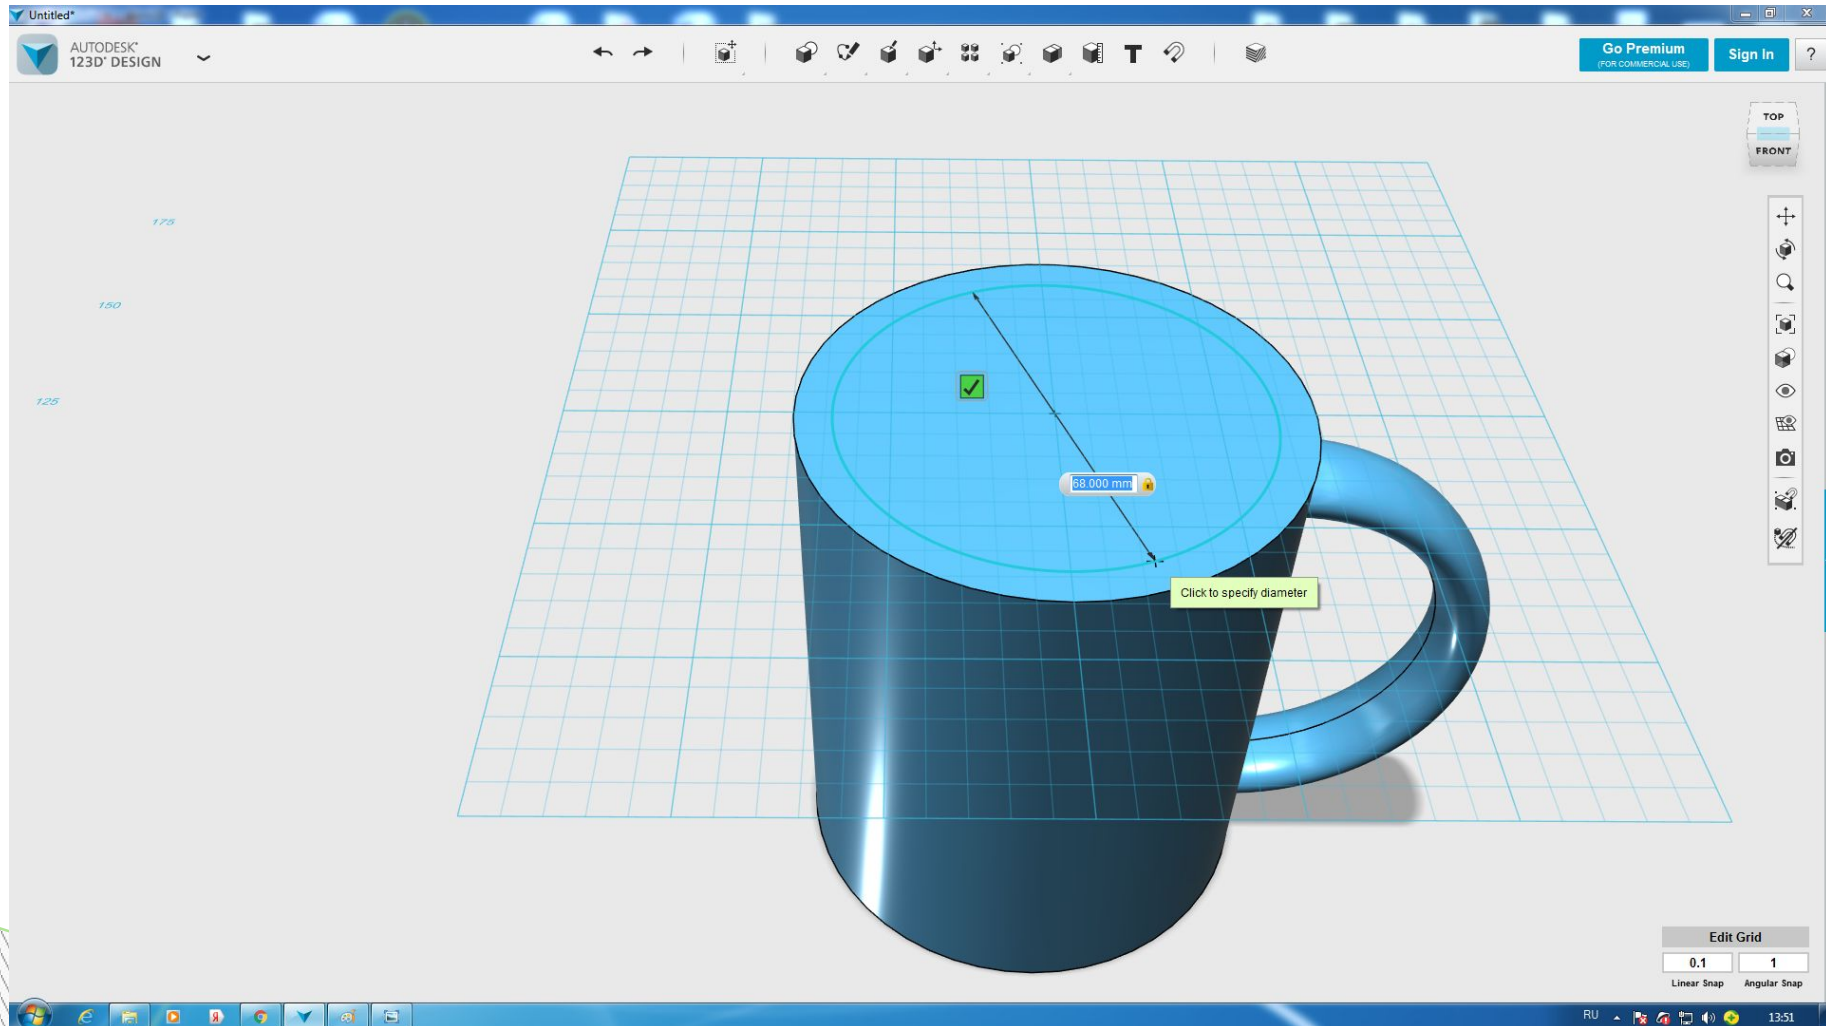 Untitled*
AUTODESK®
123D® DESIGN
T
Go Premium
(FOR COMMERCIAL USE)
Sign In
?
TOP
FRONT
175
150
125
68.000 mm
Click to specify diameter
Edit Grid
0.1
1
Linear Snap
Angular Snap
RU
13:51